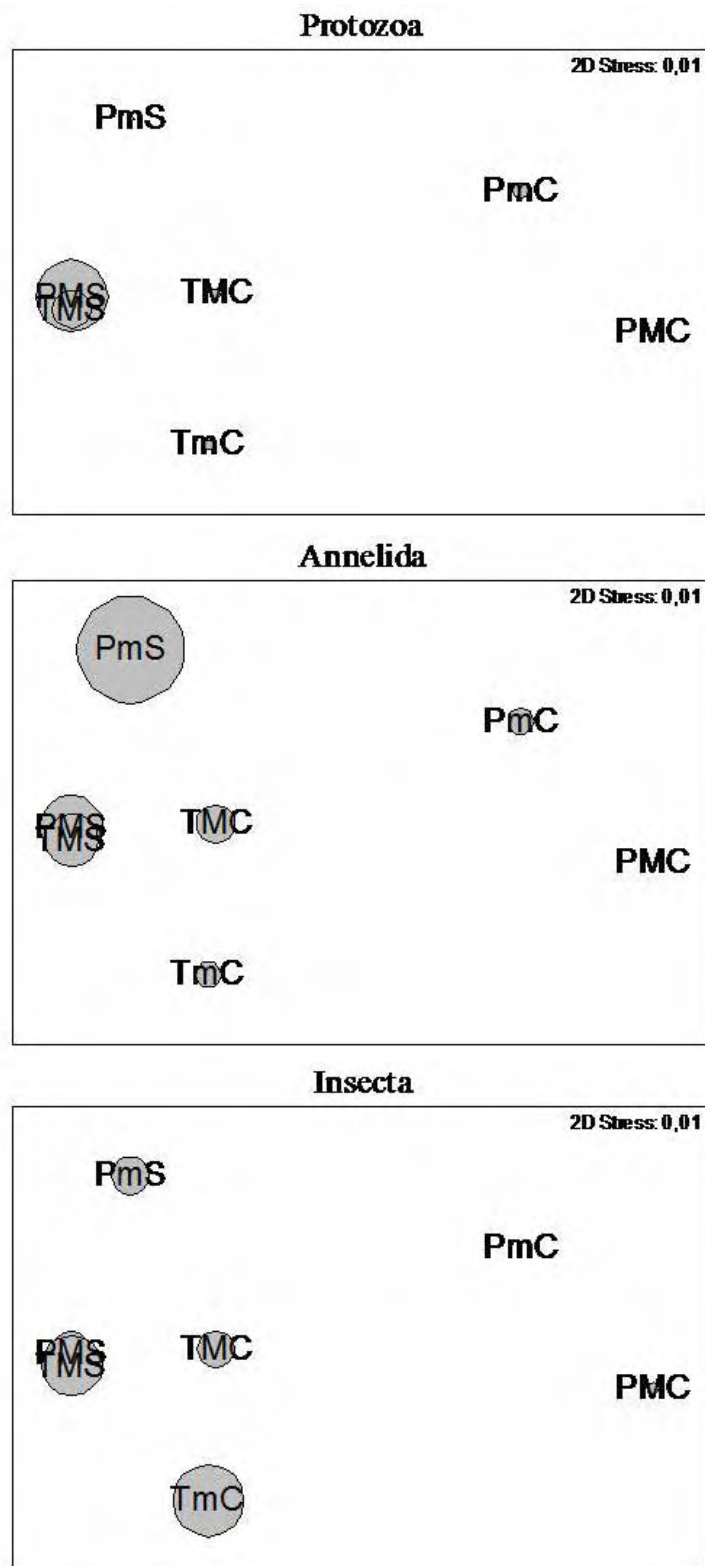 Protozoa
2D Stress: 0,01
PmS
PmC
PMS
TMC
TMS
PMC
TmC
Annelida
2D Stress: 0,01
PmS
PmC
PMS
TMC
TMS
PMC
TmC
Insecta
2D Stress: 0,01
PmS
PmC
PMS
TMC
TMS
PMC
TmC